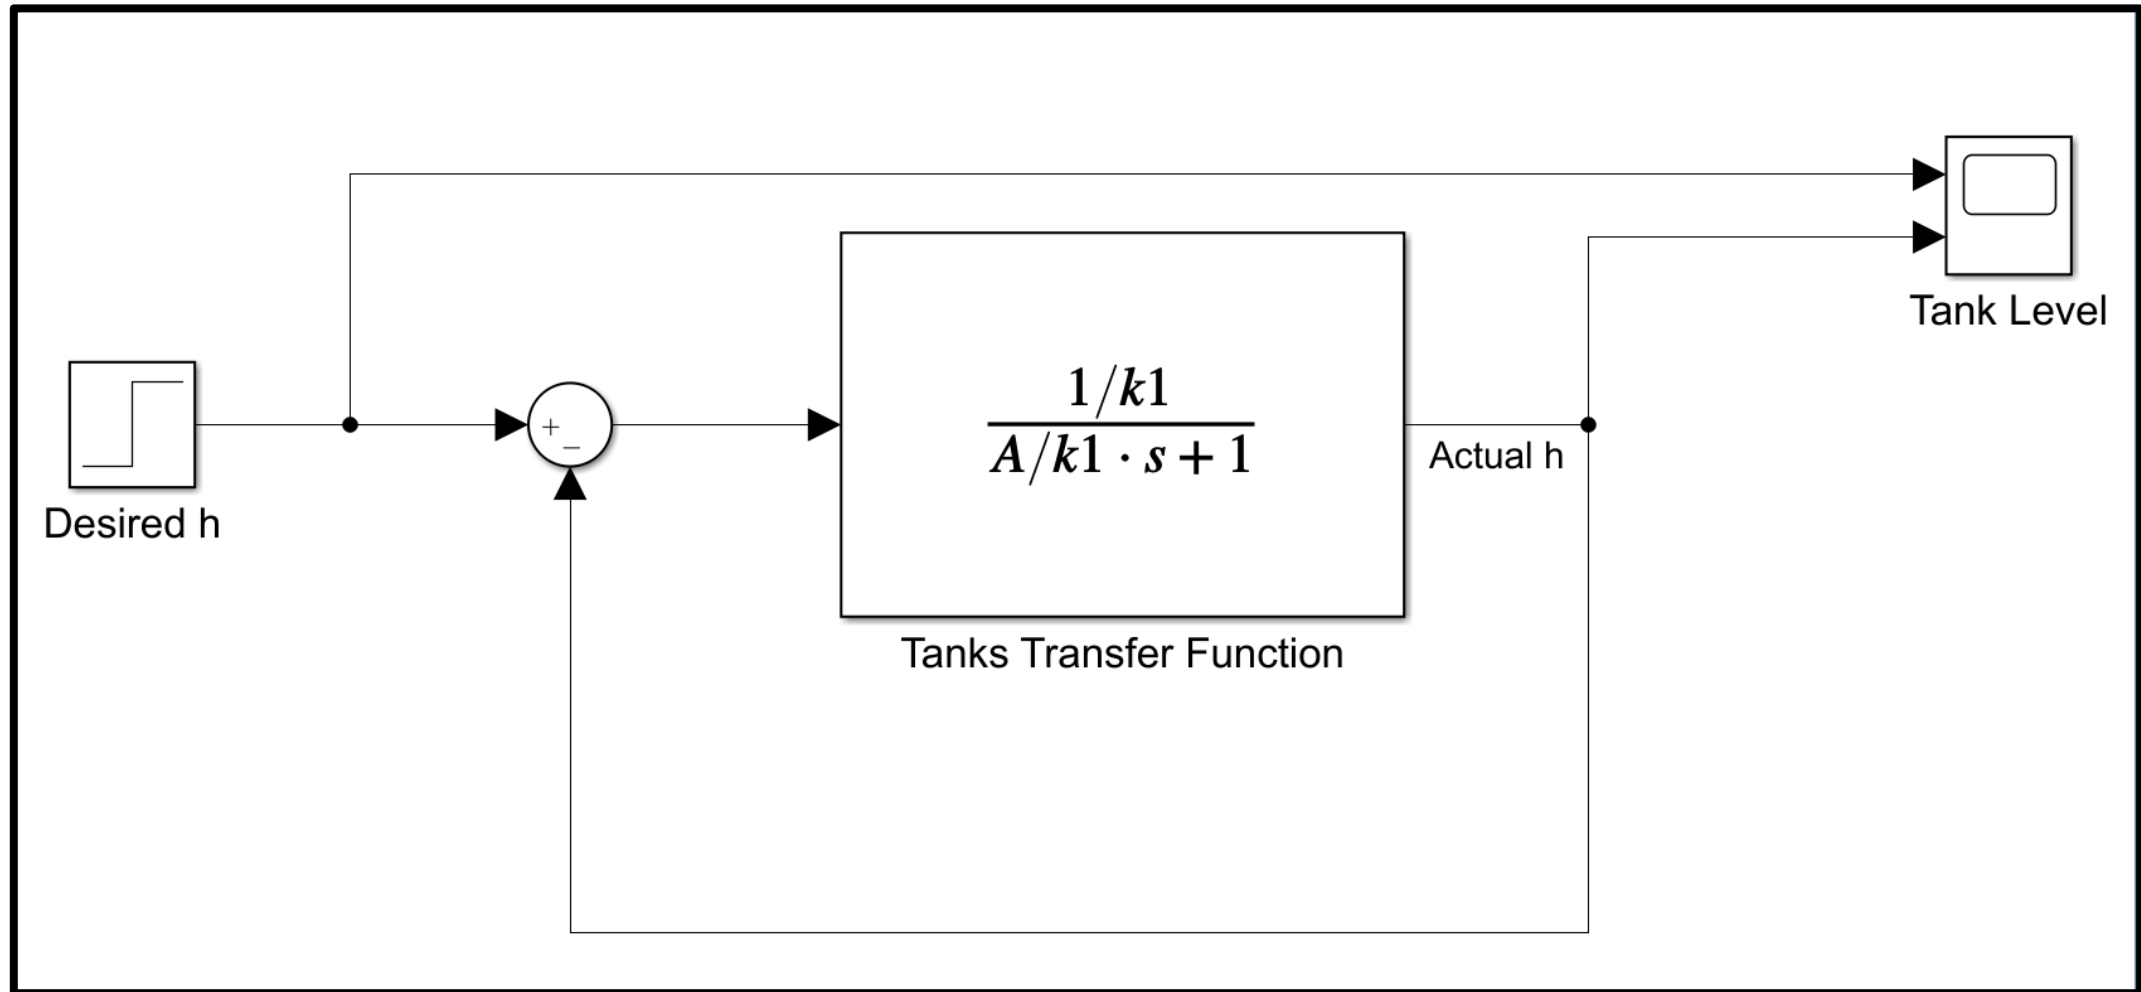 Tank Level
+
−
1/k1
A/k1 · s + 1
Actual h
Desired h
Tanks Transfer Function